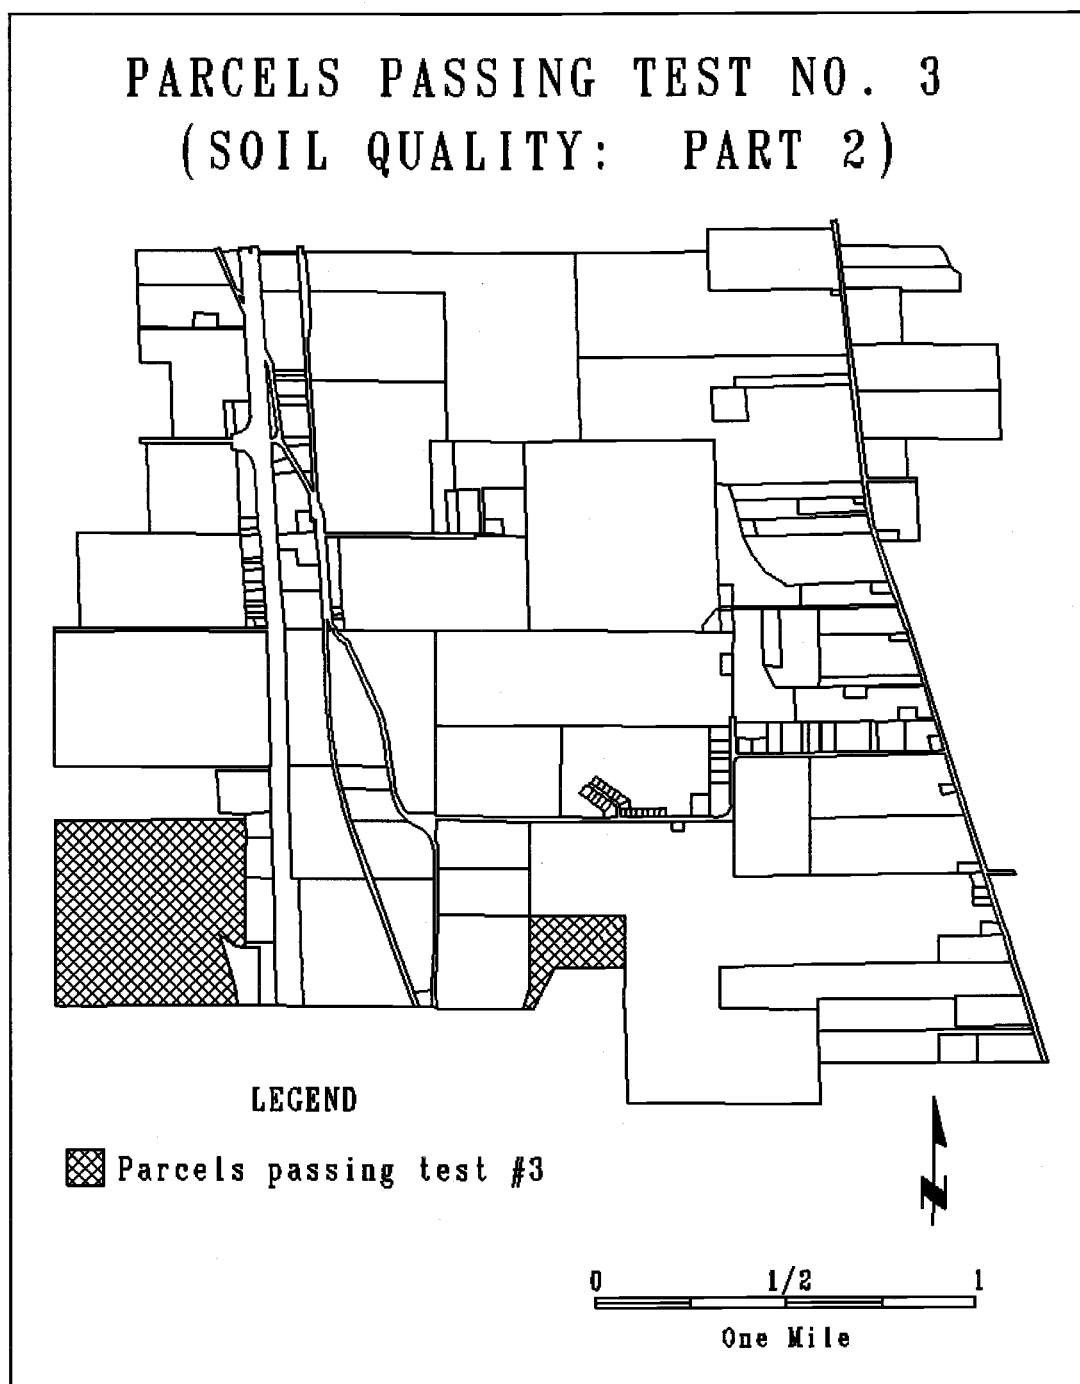 PARCELS PASSING TEST NO. 3
(SOIL QUALITY: PART 2)
LEGEND
Parcels passing test #3
N
0 1/2 1
One Mile